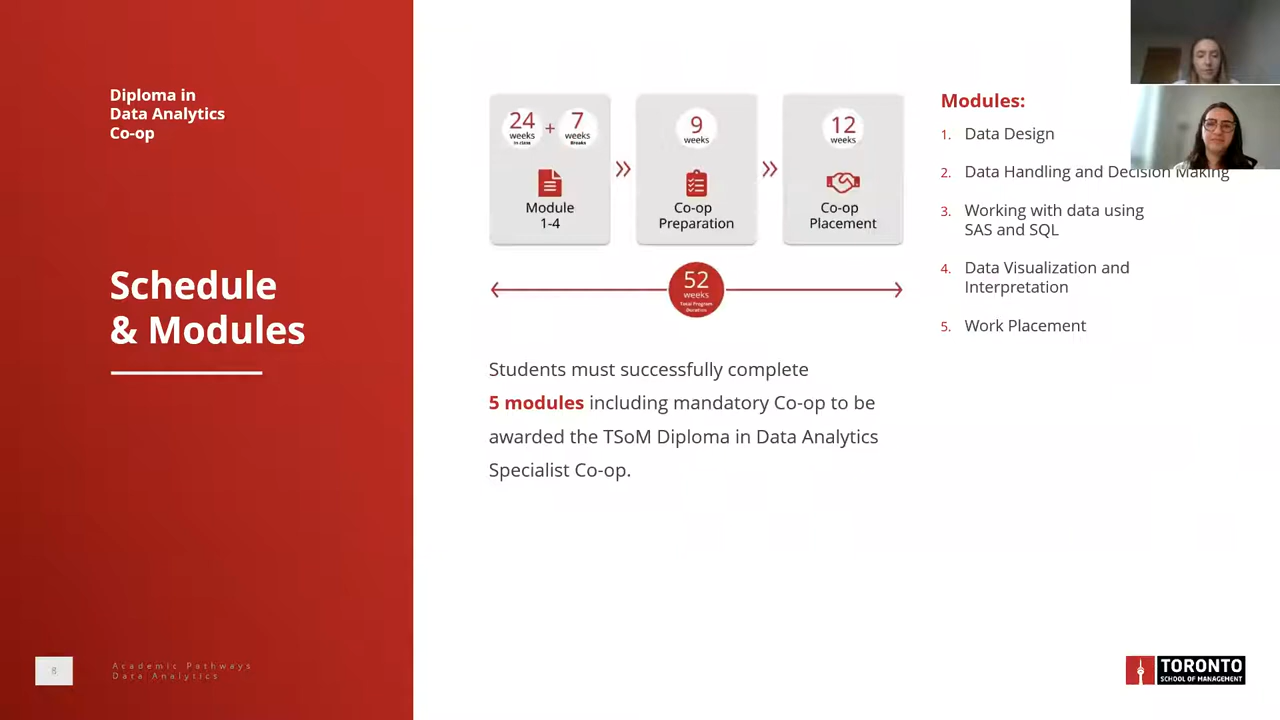 Diploma in
Data Analytics
Co-op
Schedule
& Modules
24 weeks in class + 7 weeks Breaks
Module
1-4
9
weeks
Co-op
Preparation
12
weeks
Co-op
Placement
52
weeks
Total Program
Duration
Students must successfully complete
5 modules including mandatory Co-op to be
awarded the TSoM Diploma in Data Analytics
Specialist Co-op.
Modules:
1. Data Design
2. Data Handling and Decision Making
3. Working with data using
SAS and SQL
4. Data Visualization and
Interpretation
5. Work Placement
8
Academic Pathways
Data Analytics
TORONTO
SCHOOL OF MANAGEMENT